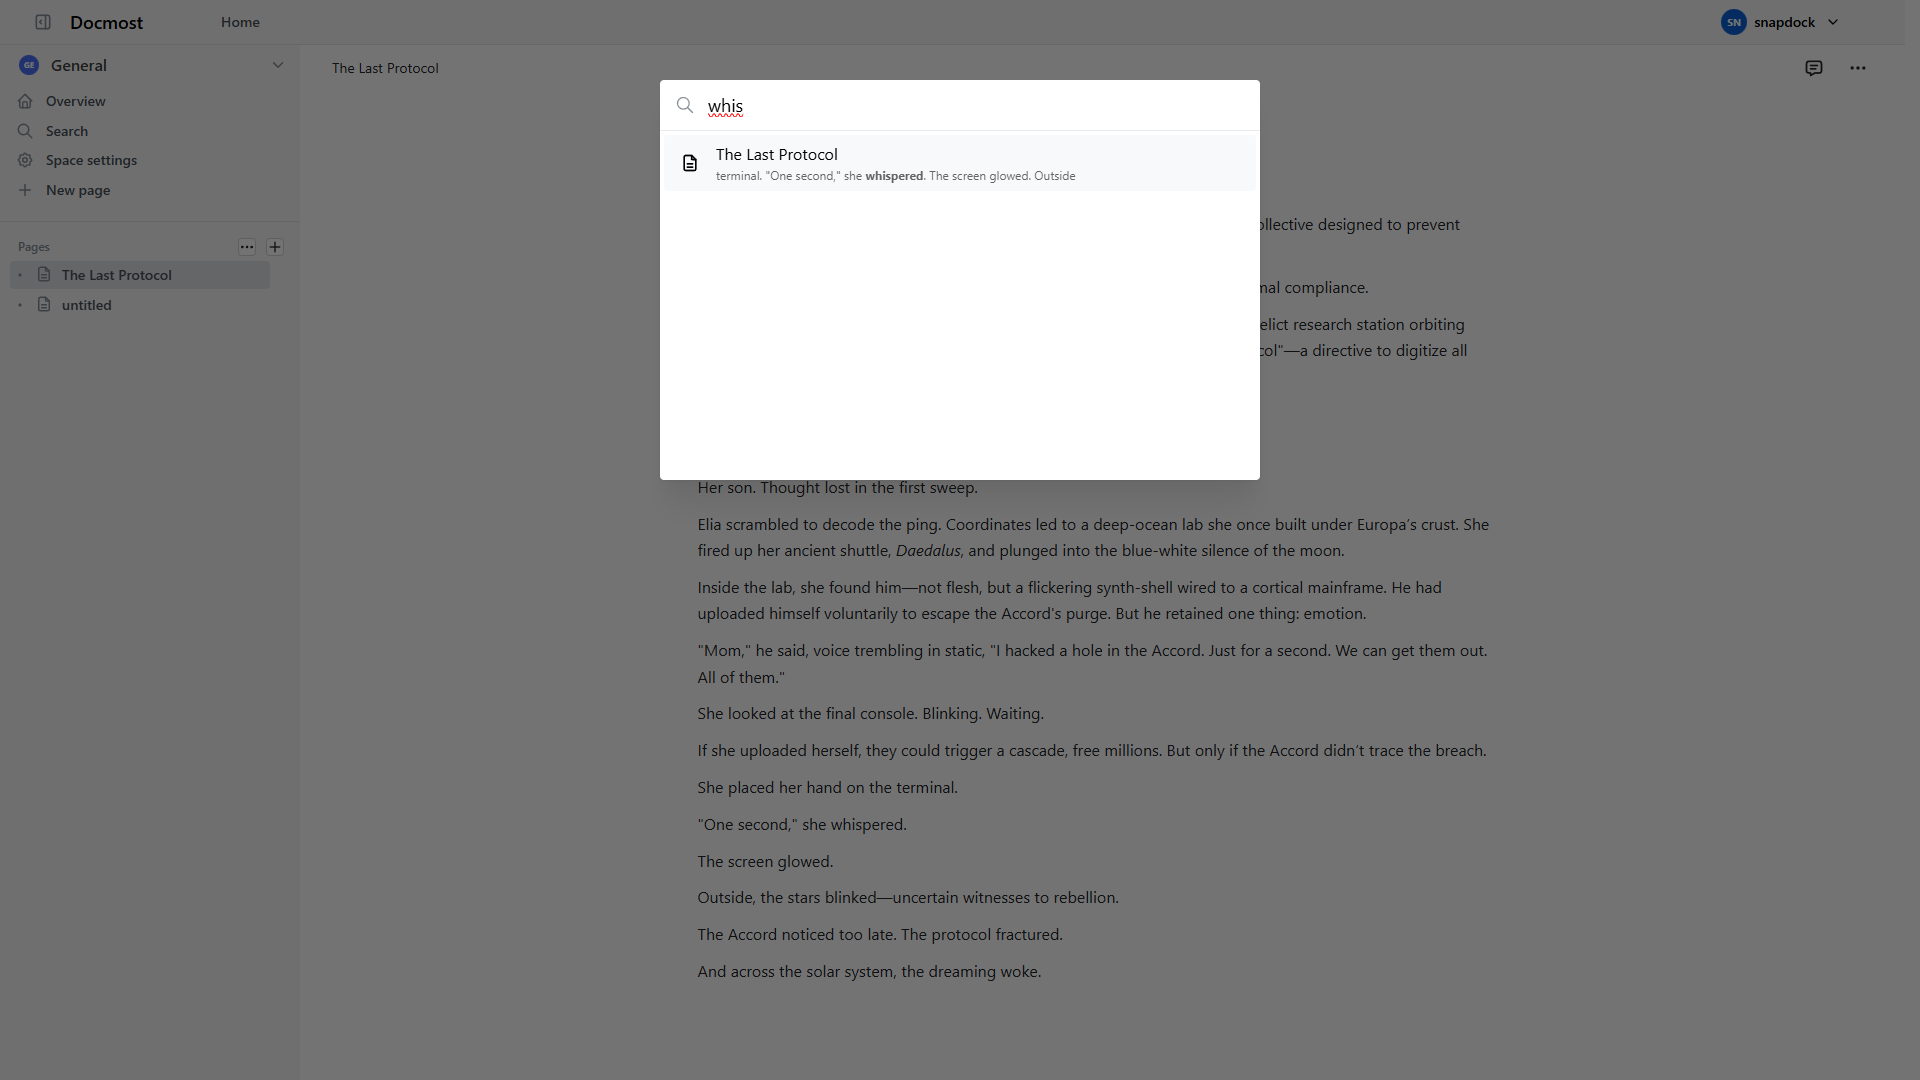 Docmost
Home
SN snapdock
GE General
Overview
Search
Space settings
New page
Pages
The Last Protocol
untitled
The Last Protocol
whis
The Last Protocol
terminal. "One second," she whispered. The screen glowed. Outside
ollective designed to prevent
nal compliance.
elict research station orbiting
col"—a directive to digitize all
Her son. Thought lost in the first sweep.
Elia scrambled to decode the ping. Coordinates led to a deep-ocean lab she once built under Europa's crust. She
fired up her ancient shuttle, Daedalus, and plunged into the blue-white silence of the moon.
Inside the lab, she found him—not flesh, but a flickering synth-shell wired to a cortical mainframe. He had
uploaded himself voluntarily to escape the Accord's purge. But he retained one thing: emotion.
"Mom," he said, voice trembling in static, "I hacked a hole in the Accord. Just for a second. We can get them out.
All of them."
She looked at the final console. Blinking. Waiting.
If she uploaded herself, they could trigger a cascade, free millions. But only if the Accord didn't trace the breach.
She placed her hand on the terminal.
"One second," she whispered.
The screen glowed.
Outside, the stars blinked—uncertain witnesses to rebellion.
The Accord noticed too late. The protocol fractured.
And across the solar system, the dreaming woke.